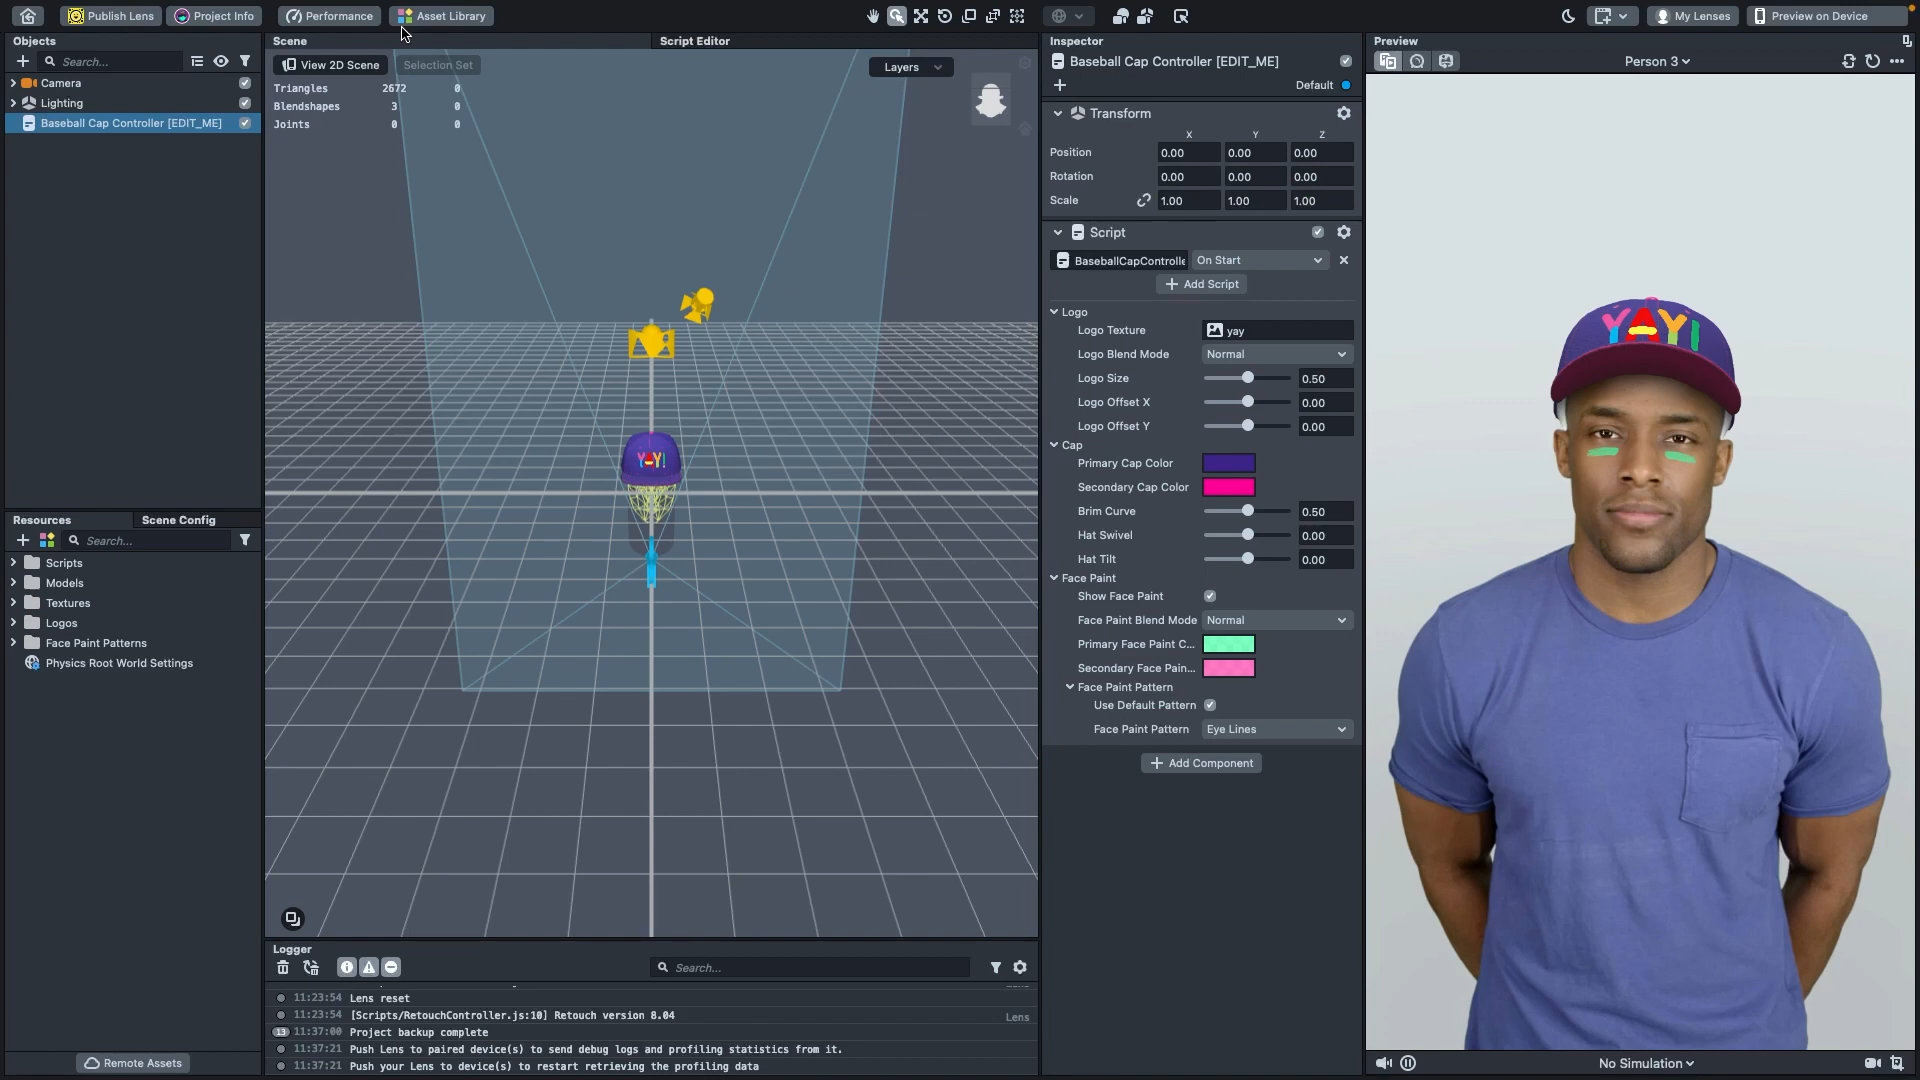 Publish Lens
Project Info
Performance
Asset Library
My Lenses
Preview on Device
Objects
Search...
Camera
Lighting
Baseball Cap Controller [EDIT_ME]
Resources
Scene Config
Search...
Scripts
Models
Textures
Logos
Face Paint Patterns
Physics Root World Settings
Remote Assets
Scene
Script Editor
View 2D Scene
Selection Set
Layers
Triangles 2672 0
Blendshapes 3 0
Joints 0 0
YAY!
Logger
Search...
11:23:54 Lens reset
11:23:54 [Scripts/RetouchController.js:10] Retouch version 8.04 Lens
13 11:37:00 Project backup complete
11:37:21 Push Lens to paired device(s) to send debug logs and profiling statistics from it.
11:37:21 Push your Lens to device(s) to restart retrieving the profiling data
Inspector
Baseball Cap Controller [EDIT_ME]
Default
Transform
X Y Z
Position 0.00 0.00 0.00
Rotation 0.00 0.00 0.00
Scale 1.00 1.00 1.00
Script
BaseballCapControlle On Start
Add Script
Logo
Logo Texture yay
Logo Blend Mode Normal
Logo Size 0.50
Logo Offset X 0.00
Logo Offset Y 0.00
Cap
Primary Cap Color
Secondary Cap Color
Brim Curve 0.50
Hat Swivel 0.00
Hat Tilt 0.00
Face Paint
Show Face Paint
Face Paint Blend Mode Normal
Primary Face Paint C...
Secondary Face Pain...
Face Paint Pattern
Use Default Pattern
Face Paint Pattern Eye Lines
Add Component
Preview
Person 3
YAY!
No Simulation